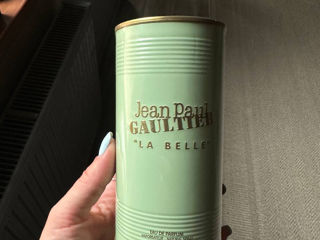 Jean Paul
GAULTIER
"LA BELLE"
EAU DE PARFUM